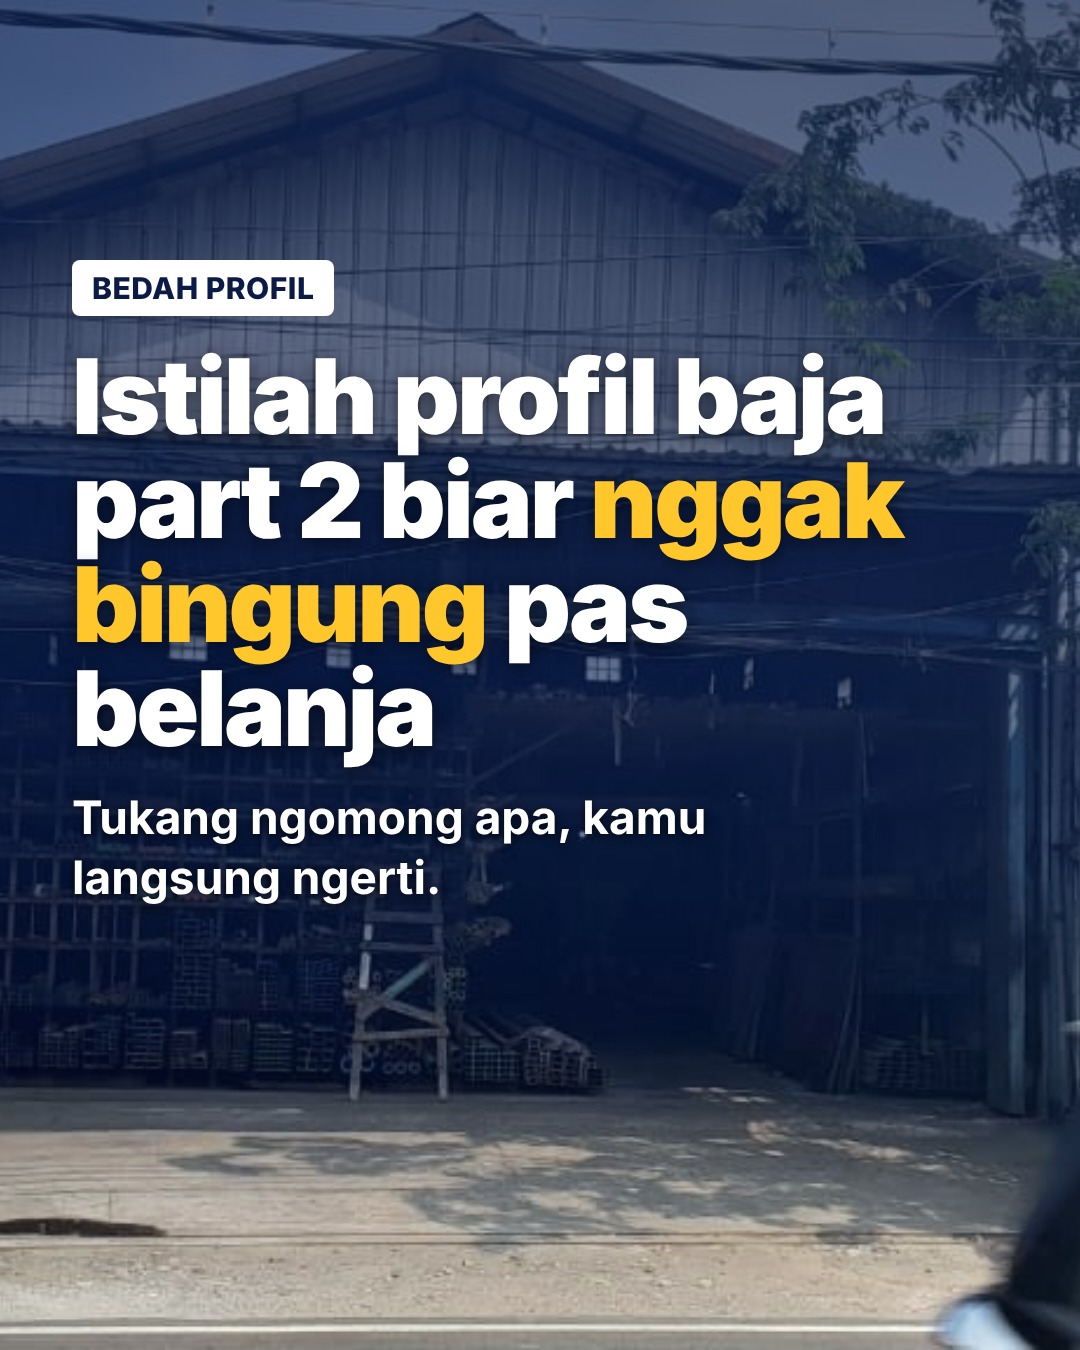 BEDAH PROFIL
Istilah profil baja
part 2 biar nggak
bingung pas
belanja
Tukang ngomong apa, kamu
langsung ngerti.